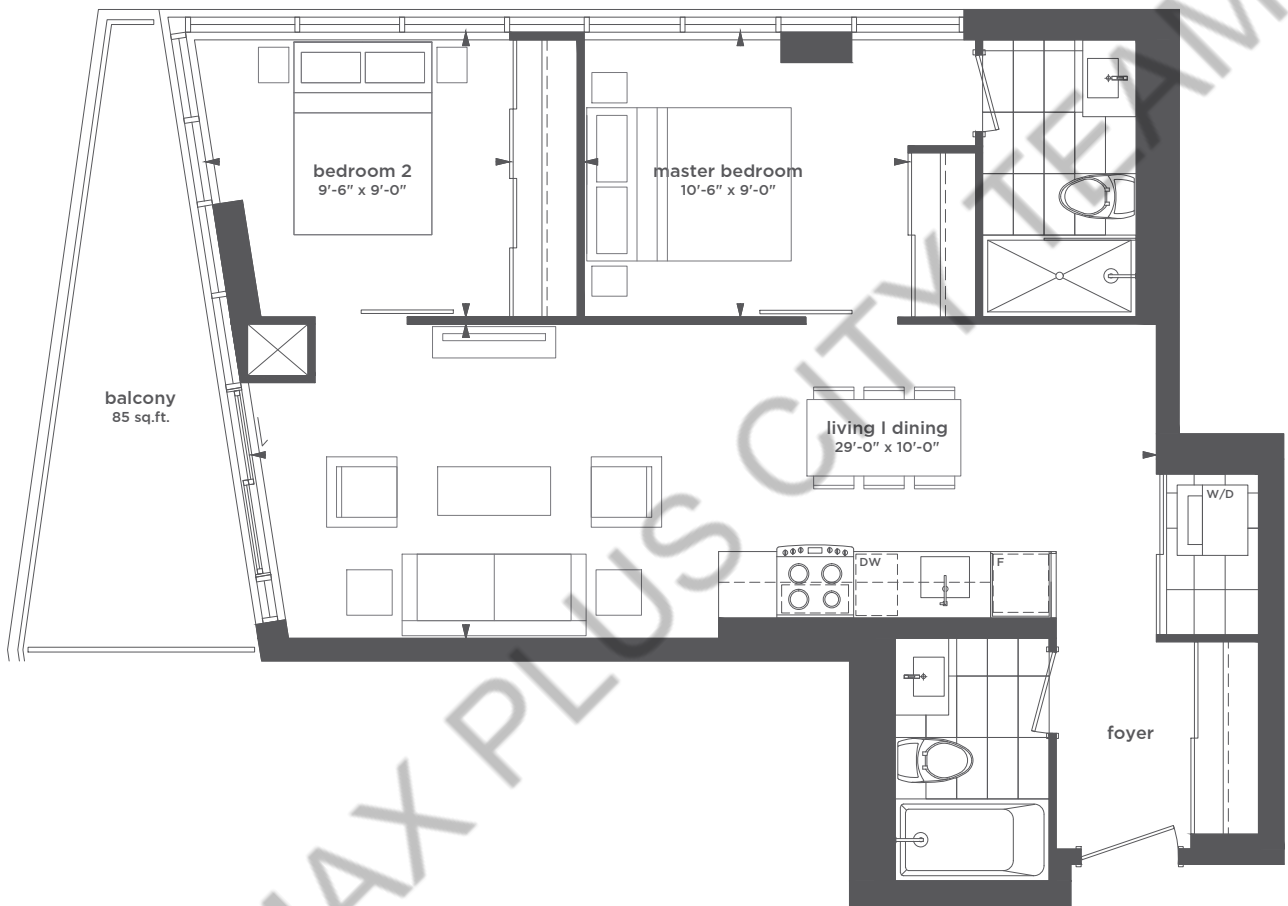 bedroom 2
9'-6" x 9'-0"
master bedroom
10'-6" x 9'-0"
balcony
85 sq.ft.
living I dining
29'-0" x 10'-0"
W/D
DW
F
foyer
MAX PLUS CITY TEAM